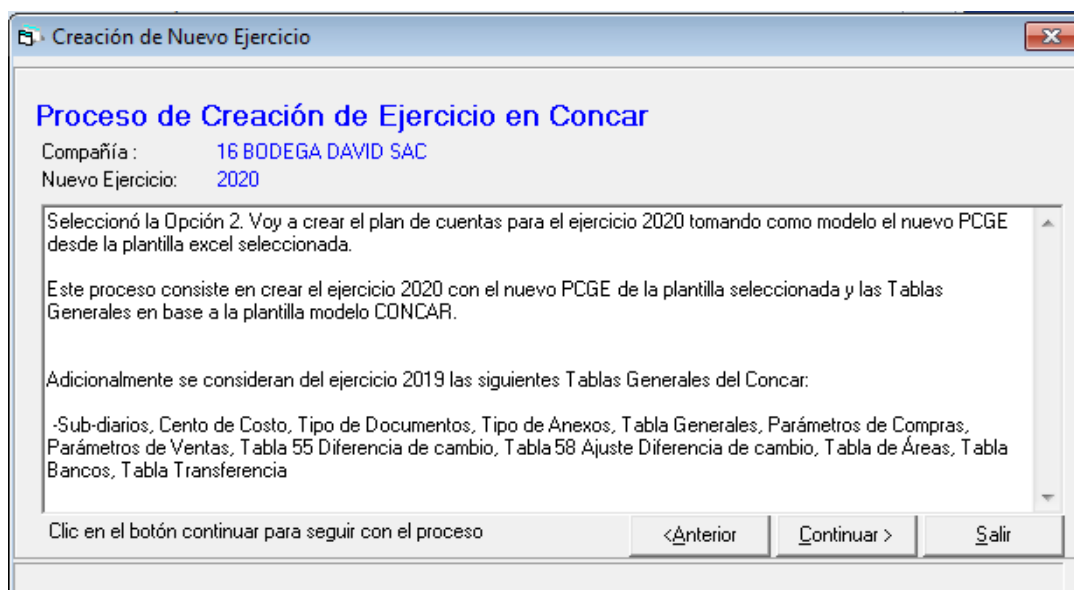 Creación de Nuevo Ejercicio
Proceso de Creación de Ejercicio en Concar
Compañía : 16 BODEGA DAVID SAC
Nuevo Ejercicio: 2020
Seleccionó la Opción 2. Voy a crear el plan de cuentas para el ejercicio 2020 tomando como modelo el nuevo PCGE
desde la plantilla excel seleccionada.
Este proceso consiste en crear el ejercicio 2020 con el nuevo PCGE de la plantilla seleccionada y las Tablas
Generales en base a la plantilla modelo CONCAR.
Adicionalmente se consideran del ejercicio 2019 las siguientes Tablas Generales del Concar:
-Sub-diarios, Cento de Costo, Tipo de Documentos, Tipo de Anexos, Tabla Generales, Parámetros de Compras,
Parámetros de Ventas, Tabla 55 Diferencia de cambio, Tabla 58 Ajuste Diferencia de cambio, Tabla de Áreas, Tabla
Bancos, Tabla Transferencia
Clic en el botón continuar para seguir con el proceso
<Anterior
Continuar >
Salir